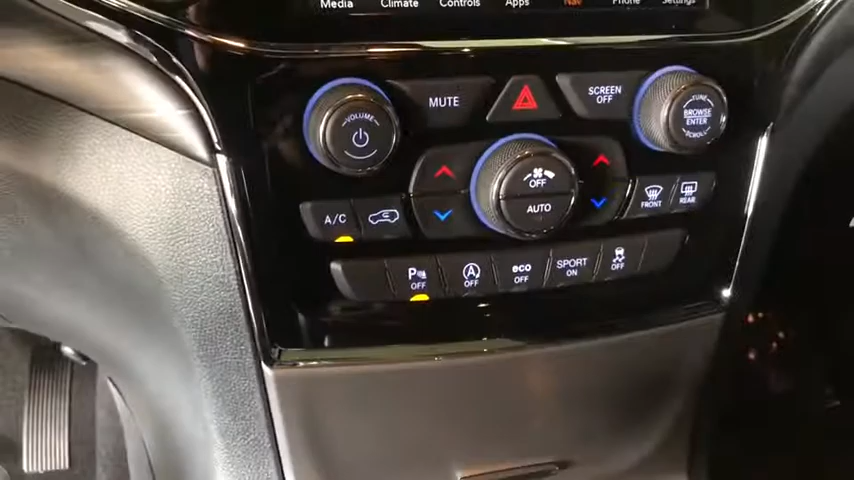 Media Climate Controls Apps Nav Phone Settings
VOLUME
MUTE
SCREEN
OFF
TUNE
BROWSE
ENTER
SCROLL
OFF
AUTO
A/C
FRONT REAR
P OFF
A OFF
eco OFF
SPORT ON
OFF